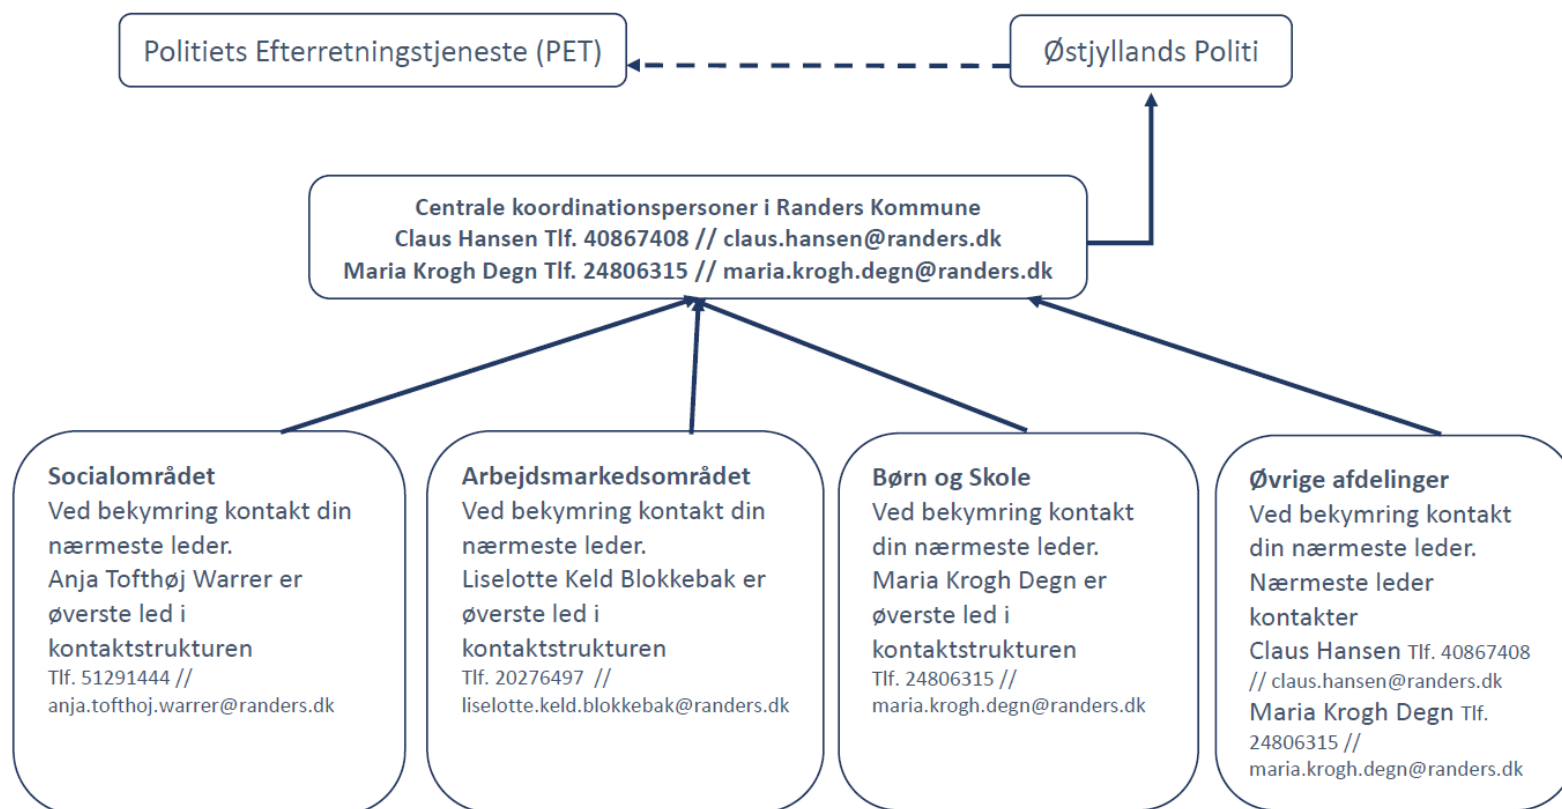 Politiets Efterretningstjeneste (PET)
Østjyllands Politi
Centrale koordinationspersoner i Randers Kommune
Claus Hansen Tlf. 40867408 // claus.hansen@randers.dk
Maria Krogh Degn Tlf. 24806315 // maria.krogh.degn@randers.dk
Socialområdet
Ved bekymring kontakt din
nærmeste leder.
Anja Tofthøj Warrer er
øverste led i
kontaktstrukturen
Tlf. 51291444 //
anja.tofthoj.warrer@randers.dk
Arbejdsmarkedsområdet
Ved bekymring kontakt din
nærmeste leder.
Liselotte Keld Blokkebak er
øverste led i
kontaktstrukturen
Tlf. 20276497 //
liselotte.keld.blokkebak@randers.dk
Børn og Skole
Ved bekymring kontakt
din nærmeste leder.
Maria Krogh Degn er
øverste led i
kontaktstrukturen
Tlf. 24806315 //
maria.krogh.degn@randers.dk
Øvrige afdelinger
Ved bekymring kontakt
din nærmeste leder.
Nærmeste leder
kontakter
Claus Hansen Tlf. 40867408
// claus.hansen@randers.dk
Maria Krogh Degn Tlf.
24806315 //
maria.krogh.degn@randers.dk